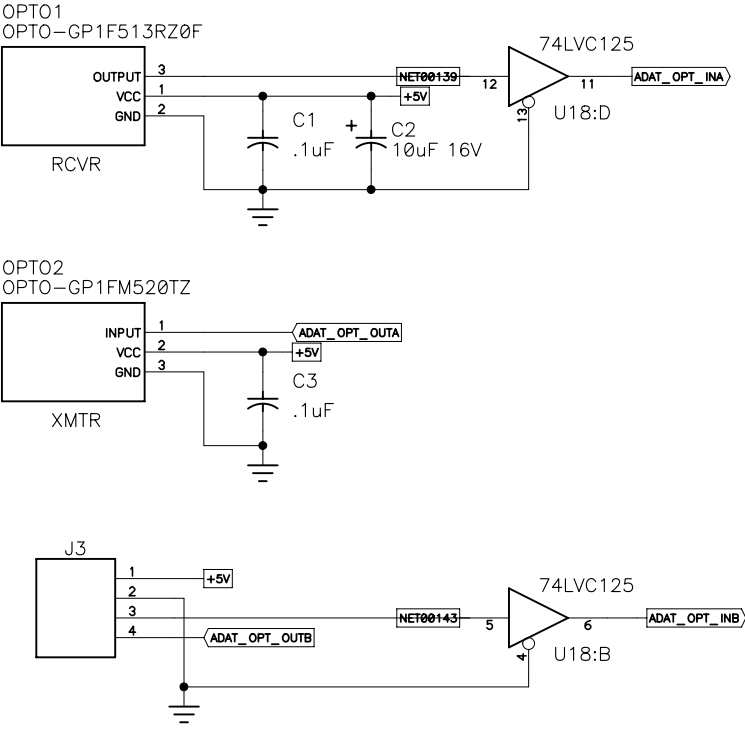 OPTO1
OPTO-GP1F513RZ0F
OUTPUT 3
VCC 1
GND 2
RCVR
NET00139
+5V
C1
.1uF
+
C2
10uF 16V
74LVC125
12
11
13
U18:D
ADAT_OPT_INA
OPTO2
OPTO-GP1FM520TZ
INPUT 1
VCC 2
GND 3
XMTR
ADAT_OPT_OUTA
+5V
C3
.1uF
J3
1
2
3
4
+5V
ADAT_OPT_OUTB
NET00143
74LVC125
5
6
4
U18:B
ADAT_OPT_INB